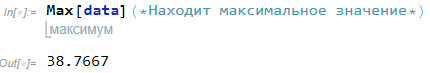 In[∘]:= Max[data](*Находит максимальное значение*)
максимум
Out[∘]= 38.7667